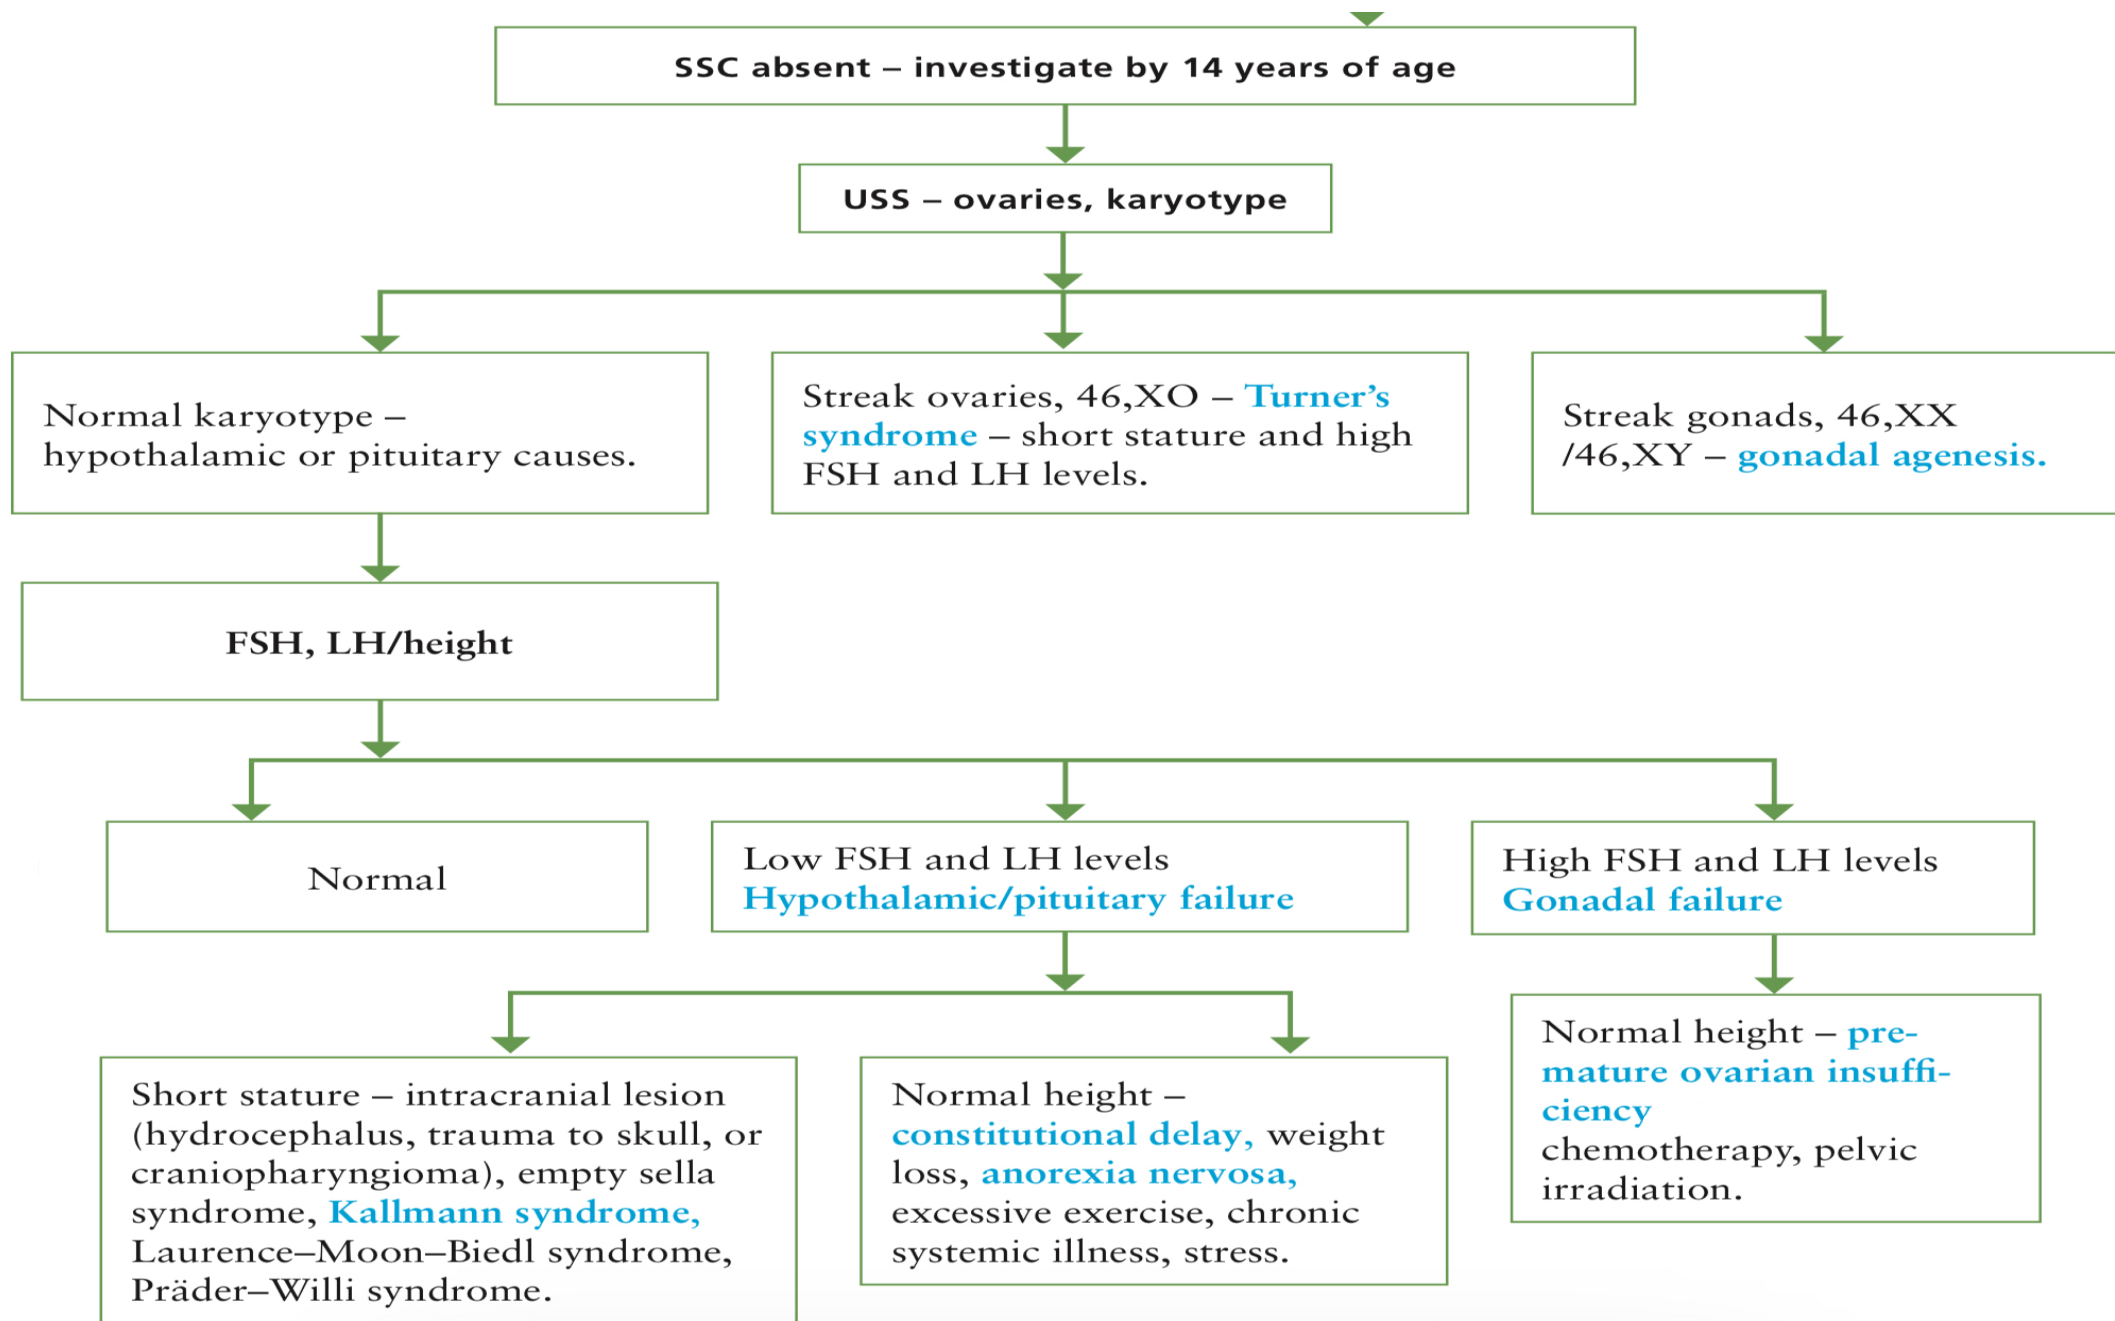 SSC absent – investigate by 14 years of age
USS – ovaries, karyotype
Normal karyotype –
hypothalamic or pituitary causes.
Streak ovaries, 46,XO – Turner’s
syndrome – short stature and high
FSH and LH levels.
Streak gonads, 46,XX
/46,XY – gonadal agenesis.
FSH, LH/height
Normal
Low FSH and LH levels
Hypothalamic/pituitary failure
High FSH and LH levels
Gonadal failure
Short stature – intracranial lesion
(hydrocephalus, trauma to skull, or
craniopharyngioma), empty sella
syndrome, Kallmann syndrome,
Laurence–Moon–Biedl syndrome,
Präder–Willi syndrome.
Normal height –
constitutional delay, weight
loss, anorexia nervosa,
excessive exercise, chronic
systemic illness, stress.
Normal height – pre-
mature ovarian insuffi-
ciency
chemotherapy, pelvic
irradiation.